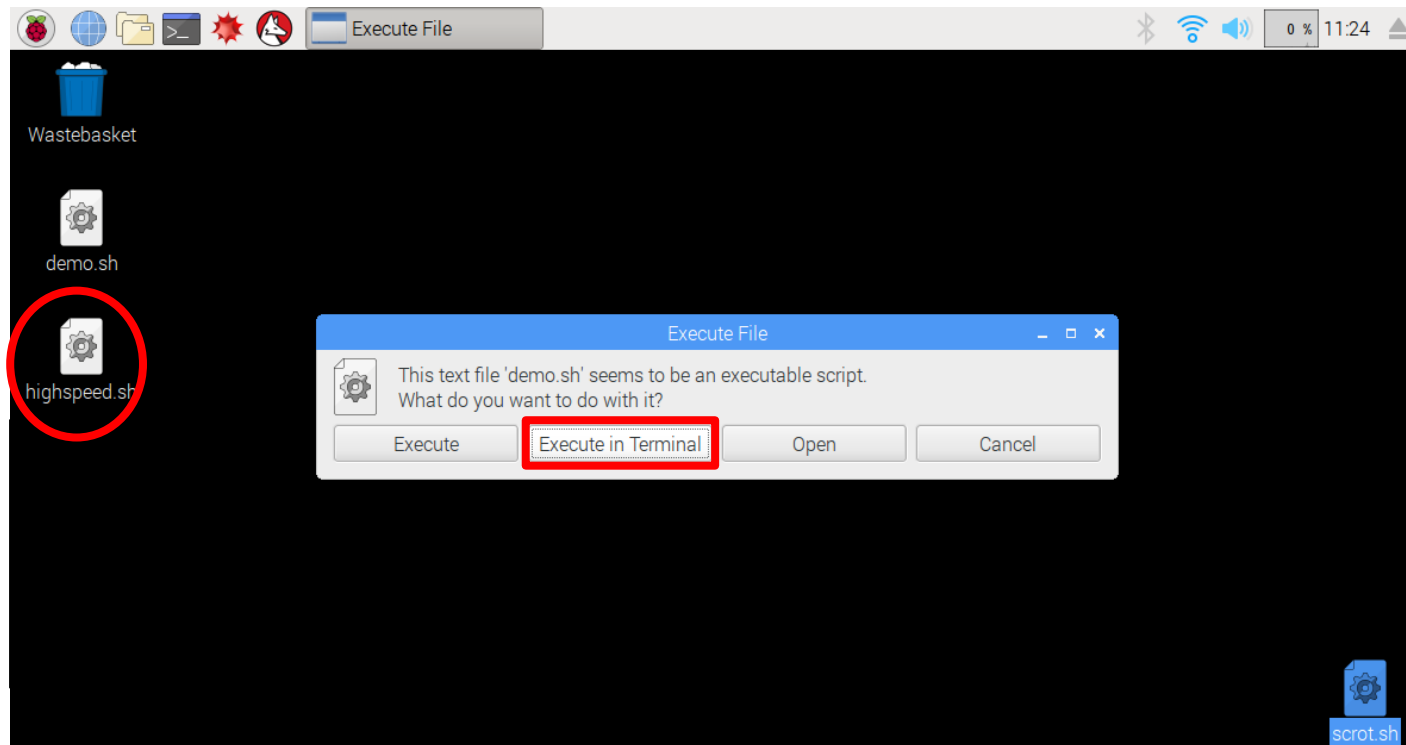 Execute File
0 % 11:24
Wastebasket
demo.sh
highspeed.sh
Execute File
This text file 'demo.sh' seems to be an executable script.
What do you want to do with it?
Execute Execute in Terminal Open Cancel
scrot.sh